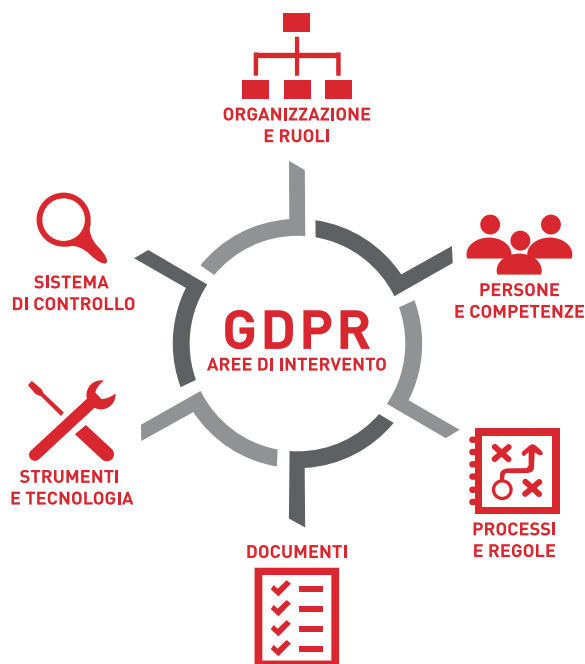 ORGANIZZAZIONE
E RUOLI
PERSONE
E COMPETENZE
SISTEMA
DI CONTROLLO
GDPR
AREE DI INTERVENTO
STRUMENTI
E TECNOLOGIA
PROCESSI
E REGOLE
DOCUMENTI